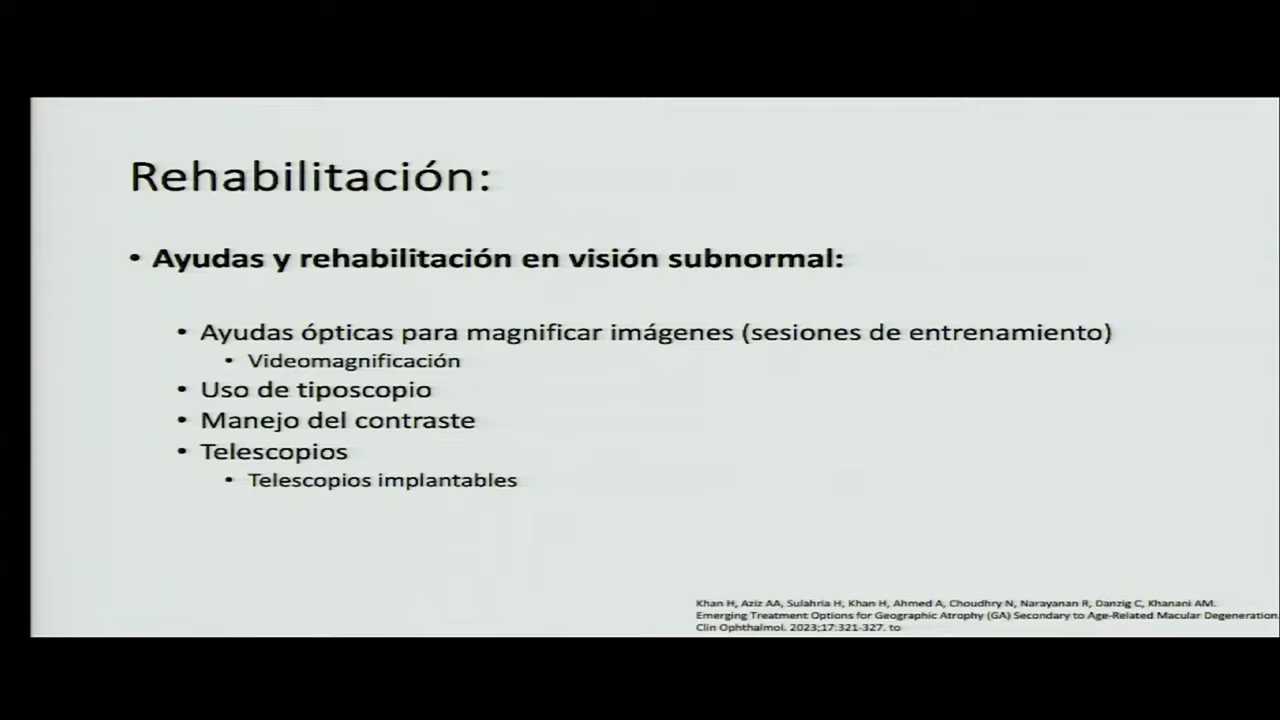 Rehabilitación:
• Ayudas y rehabilitación en visión subnormal:
• Ayudas ópticas para magnificar imágenes (sesiones de entrenamiento)
• Videomagnificación
• Uso de tiposcopio
• Manejo del contraste
• Telescopios
• Telescopios implantables
Khan H, Aziz AA, Sulahria H, Khan H, Ahmed A, Choudhry N, Narayanan R, Danzig C, Khanani AM.
Emerging Treatment Options for Geographic Atrophy (GA) Secondary to Age-Related Macular Degeneration.
Clin Ophthalmol. 2023;17:321-327. to